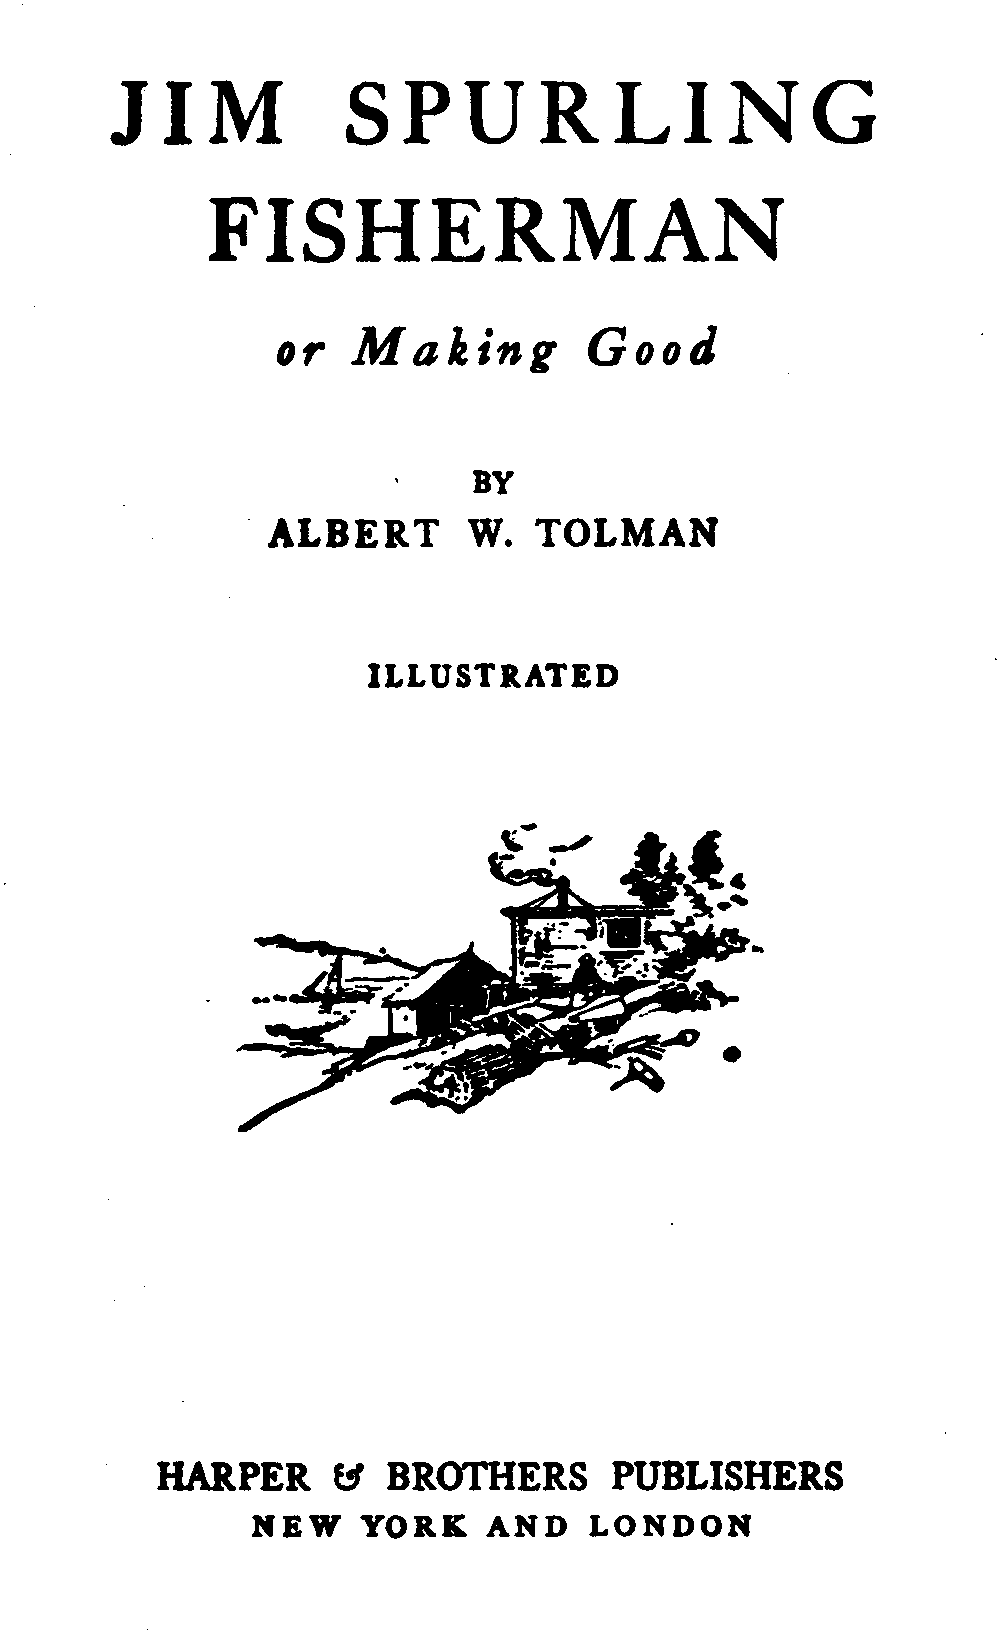 JIM SPURLING
FISHERMAN
or Making Good
BY
ALBERT W. TOLMAN
ILLUSTRATED
HARPER & BROTHERS PUBLISHERS
NEW YORK AND LONDON